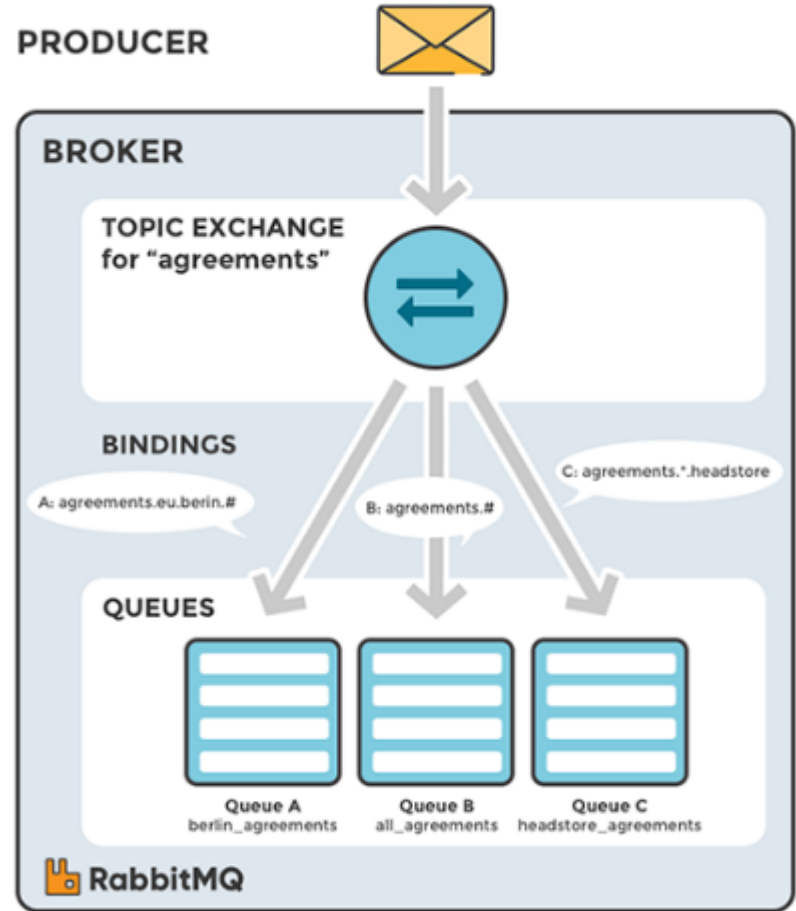 PRODUCER
BROKER
TOPIC EXCHANGE
for “agreements”
BINDINGS
A: agreements.eu.berin.#
B: agreements.#
C: agreements.*.headstore
QUEUES
Queue A
berlin_agreements
Queue B
all_agreements
Queue C
headstore_agreements
RabbitMQ